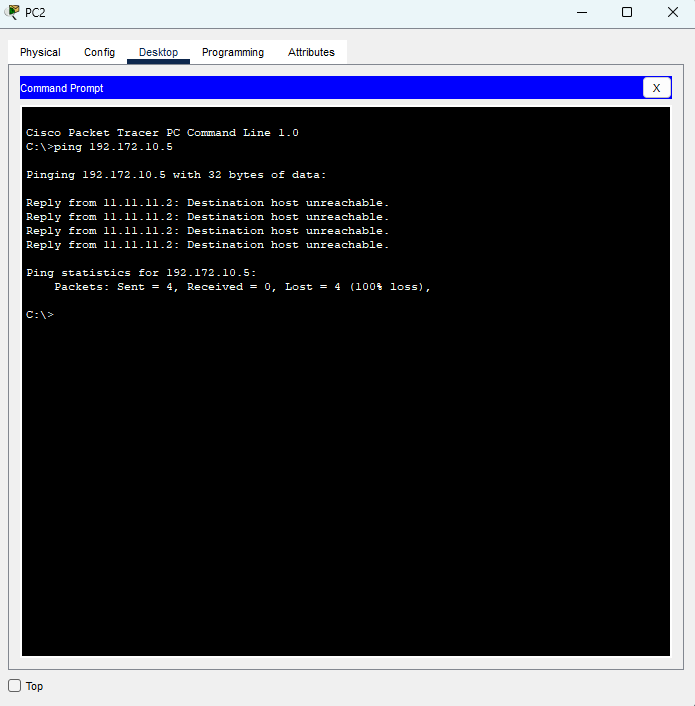 PC2
Physical Config Desktop Programming Attributes
Command Prompt X
Cisco Packet Tracer PC Command Line 1.0
C:\>ping 192.172.10.5
Pinging 192.172.10.5 with 32 bytes of data:
Reply from 11.11.11.2: Destination host unreachable.
Reply from 11.11.11.2: Destination host unreachable.
Reply from 11.11.11.2: Destination host unreachable.
Reply from 11.11.11.2: Destination host unreachable.
Ping statistics for 192.172.10.5:
    Packets: Sent = 4, Received = 0, Lost = 4 (100% loss),
C:\>
Top